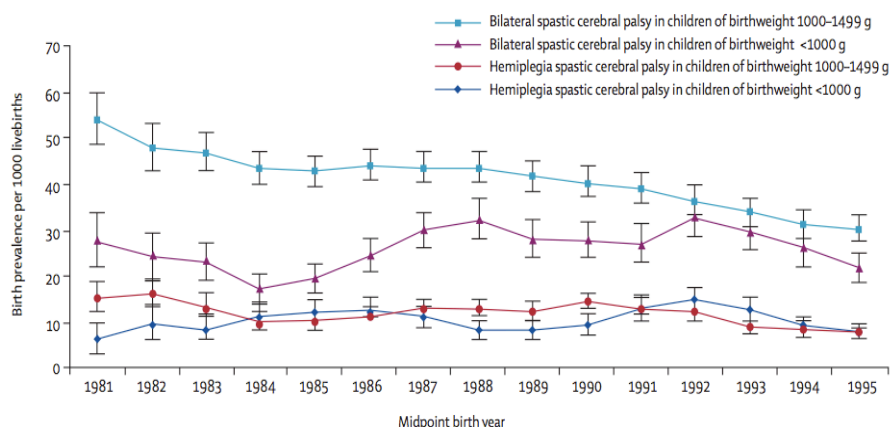 Bilateral spastic cerebral palsy in children of birthweight 1000–1499 g
Bilateral spastic cerebral palsy in children of birthweight <1000 g
Hemiplegia spastic cerebral palsy in children of birthweight 1000–1499 g
Hemiplegia spastic cerebral palsy in children of birthweight <1000 g
Birth prevalence per 1000 livebirths
70
60
50
40
30
20
10
0
1981 1982 1983 1984 1985 1986 1987 1988 1989 1990 1991 1992 1993 1994 1995
Midpoint birth year